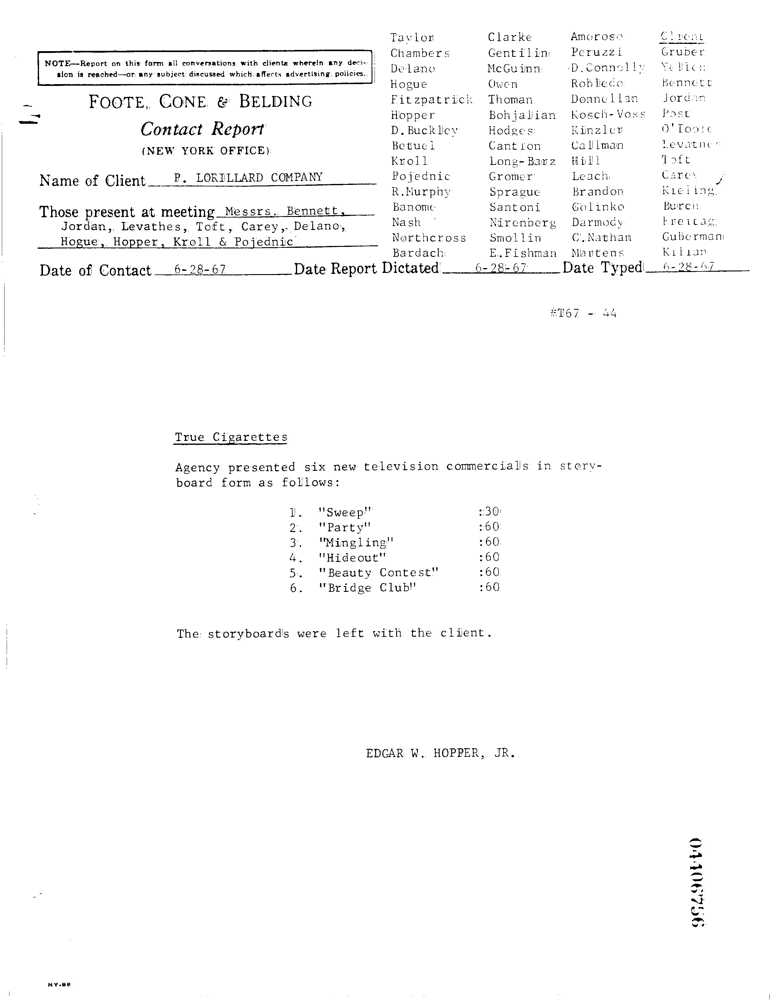 Taylor Clarke Amoroso Client
Chambers Gentilin Peruzzi Gruber
NOTE—Report on this form all conversations with clients wherein any deci-
sion is reached—or any subject discussed which affects advertising policies.
Delano McGuinn D.Connolly Yellen
Hogue Owen Robledo Bennett
FOOTE, CONE & BELDING
Fitzpatrick Thoman Donnellan Jordan
Hopper Bohjalian Kosch-Voss Post
Contact Report
D.Buckley Hodges Kinzler O'Toole
(NEW YORK OFFICE)
Betuel Cantton Callman Levathes
Kroll Long-Barz Hill Toft
Name of Client P. LORILLARD COMPANY
Pojednic Gromer Leach Carey
R.Murphy Sprague Brandon Kieling
Those present at meeting Messrs. Bennett,
Banome Santoni Golinko Burch
Jordan, Levathes, Toft, Carey, Delano,
Nash Nirenberg Darmody Freitag
Hogue, Hopper, Kroll & Pojednic
Northcross Smollin C.Nathan Guberman
Bardach E.Fishman Martens Kilian
Date of Contact 6-28-67 Date Report Dictated 6-28-67 Date Typed 6-28-67
#T67 - 44
True Cigarettes
Agency presented six new television commercials in story-
board form as follows:
1. "Sweep" :30
2. "Party" :60
3. "Mingling" :60
4. "Hideout" :60
5. "Beauty Contest" :60
6. "Bridge Club" :60
The storyboards were left with the client.
EDGAR W. HOPPER, JR.
04406756